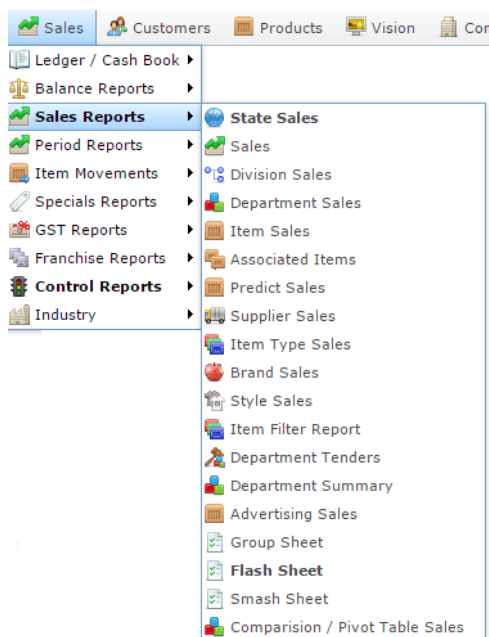 Sales Customers Products Vision
Ledger / Cash Book
Balance Reports
Sales Reports
Period Reports
Item Movements
Specials Reports
GST Reports
Franchise Reports
Control Reports
Industry
State Sales
Sales
Division Sales
Department Sales
Item Sales
Associated Items
Predict Sales
Supplier Sales
Item Type Sales
Brand Sales
Style Sales
Item Filter Report
Department Tenders
Department Summary
Advertising Sales
Group Sheet
Flash Sheet
Smash Sheet
Comparision / Pivot Table Sales